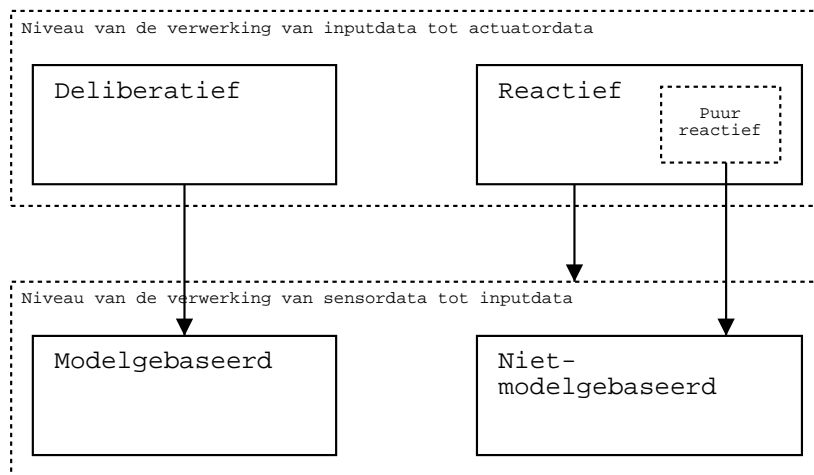 Niveau van de verwerking van inputdata tot actuatordata
Deliberatief
Reactief
Puur
reactief
Niveau van de verwerking van sensordata tot inputdata
Modelgebaseerd
Niet-
modelgebaseerd